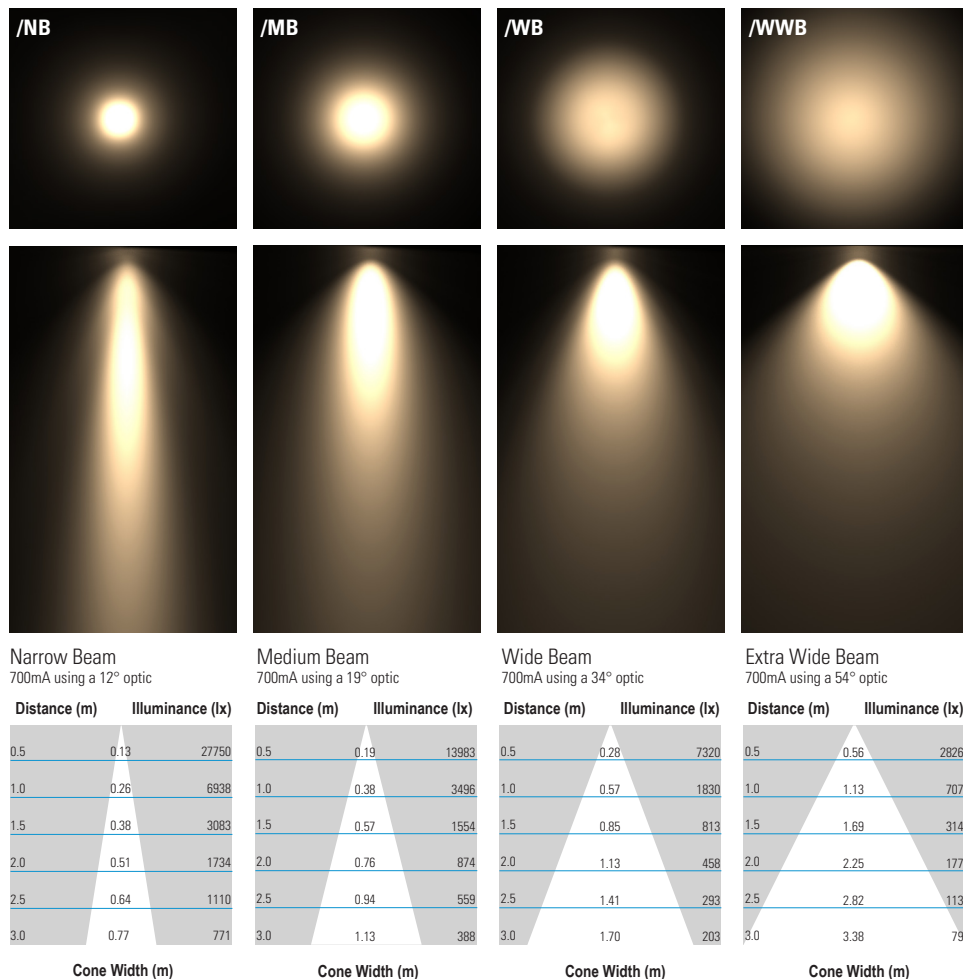 /NB
/MB
/WB
/WWB
Narrow Beam
700mA using a 12° optic
Distance (m) Illuminance (lx)
0.5 0.13 27750
1.0 0.26 6938
1.5 0.38 3083
2.0 0.51 1734
2.5 0.64 1110
3.0 0.77 771
Cone Width (m)
Medium Beam
700mA using a 19° optic
Distance (m) Illuminance (lx)
0.5 0.19 13983
1.0 0.38 3496
1.5 0.57 1554
2.0 0.76 874
2.5 0.94 559
3.0 1.13 388
Cone Width (m)
Wide Beam
700mA using a 34° optic
Distance (m) Illuminance (lx)
0.5 0.28 7320
1.0 0.57 1830
1.5 0.85 813
2.0 1.13 458
2.5 1.41 293
3.0 1.70 203
Cone Width (m)
Extra Wide Beam
700mA using a 54° optic
Distance (m) Illuminance (lx)
0.5 0.56 2826
1.0 1.13 707
1.5 1.69 314
2.0 2.25 177
2.5 2.82 113
3.0 3.38 79
Cone Width (m)